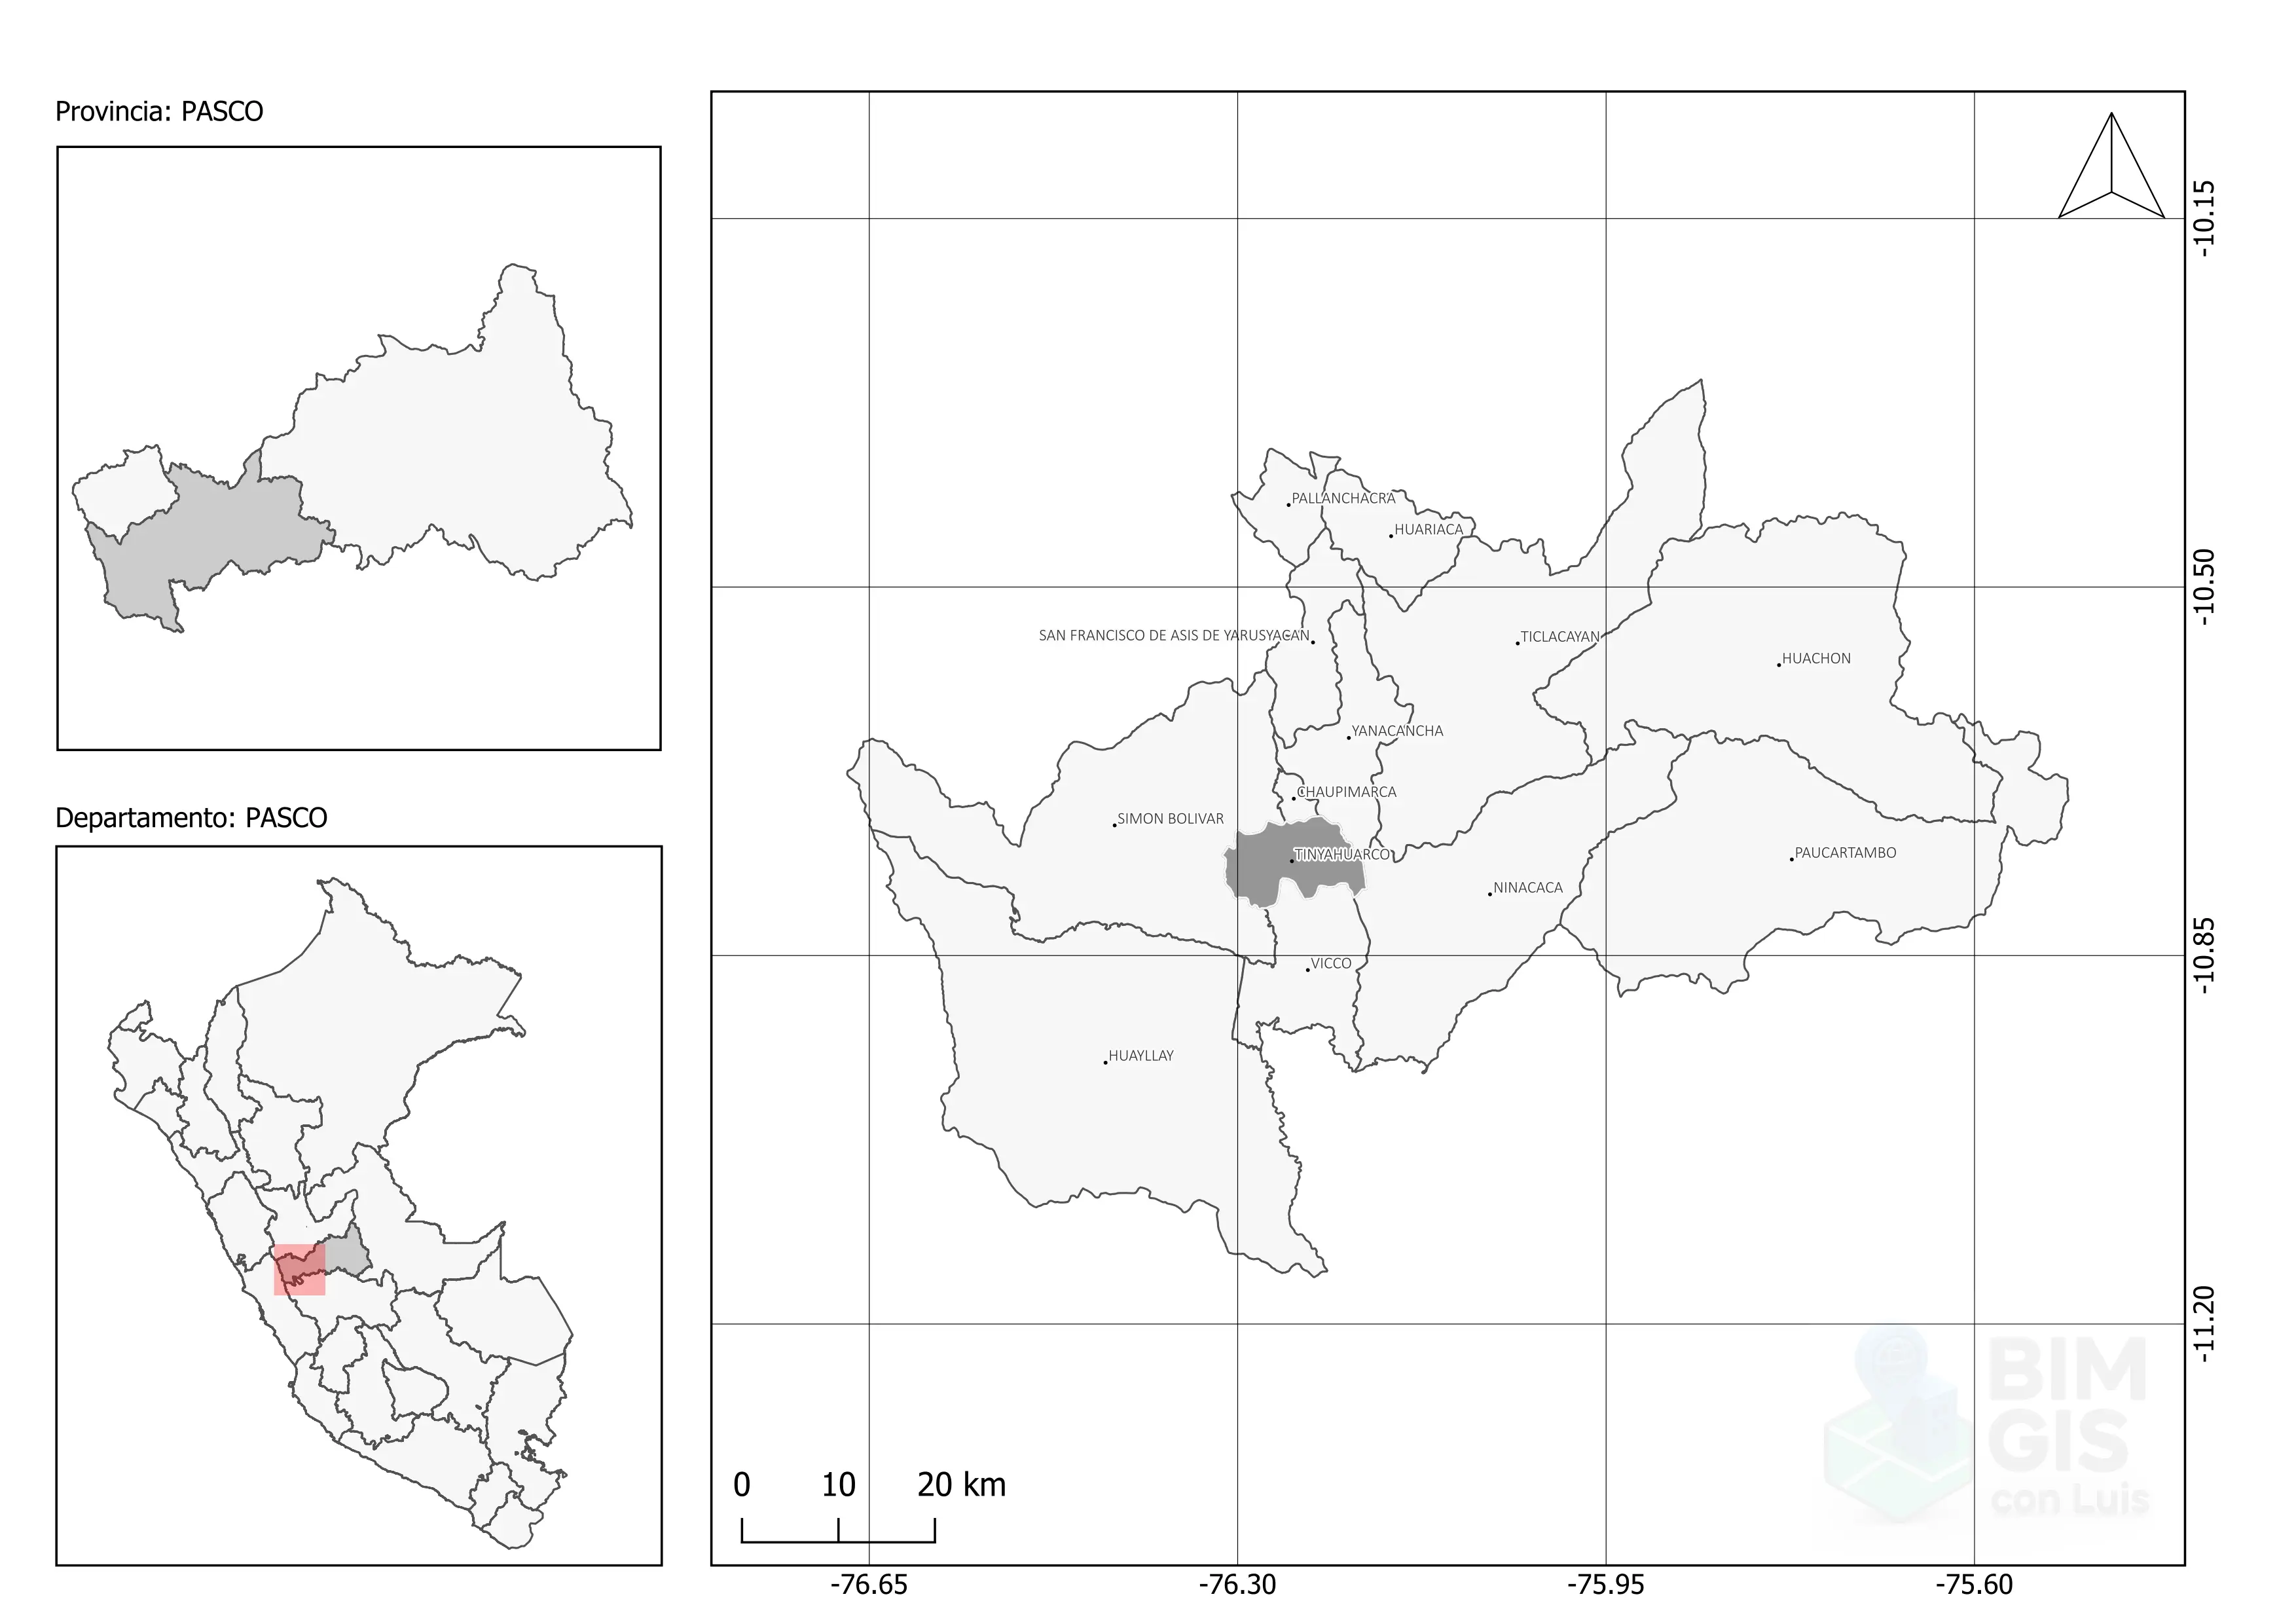 Provincia: PASCO
Departamento: PASCO
PALLANCHACRA
HUARIACA
SAN FRANCISCO DE ASIS DE YARUSYACAN
TICLACAYAN
HUACHON
YANACANCHA
CHAUPIMARCA
SIMON BOLIVAR
TINYAHUARCO
PAUCARTAMBO
NINACACA
VICCO
HUAYLLAY
0 10 20 km
-76.65 -76.30 -75.95 -75.60
-10.15
-10.50
-10.85
-11.20
BIM
GIS
con Luis